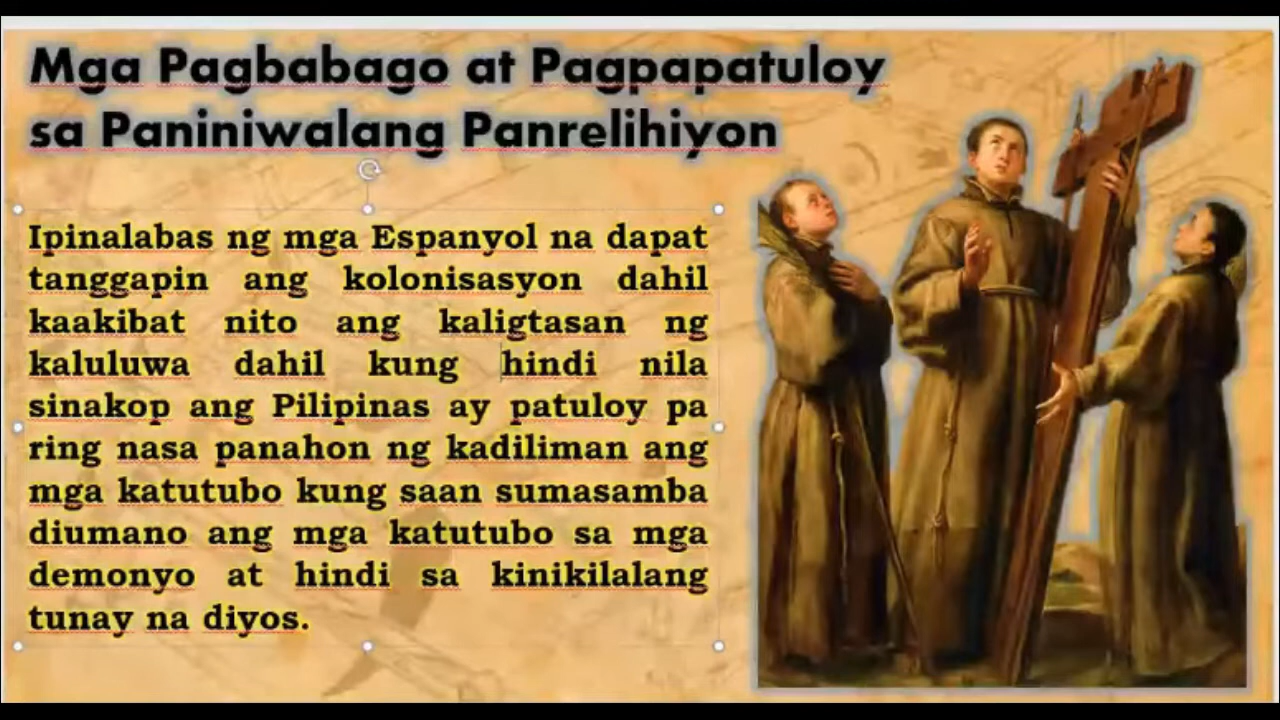 Mga Pagbabago at Pagpapatuloy
sa Paniniwalang Panrelihiyon
Ipinalabas ng mga Espanyol na dapat
tanggapin ang kolonisasyon dahil
kaakibat nito ang kaligtasan ng
kaluluwa dahil kung hindi nila
sinakop ang Pilipinas ay patuloy pa
ring nasa panahon ng kadiliman ang
mga katutubo kung saan sumasamba
diumano ang mga katutubo sa mga
demonyo at hindi sa kinikilalang
tunay na diyos.